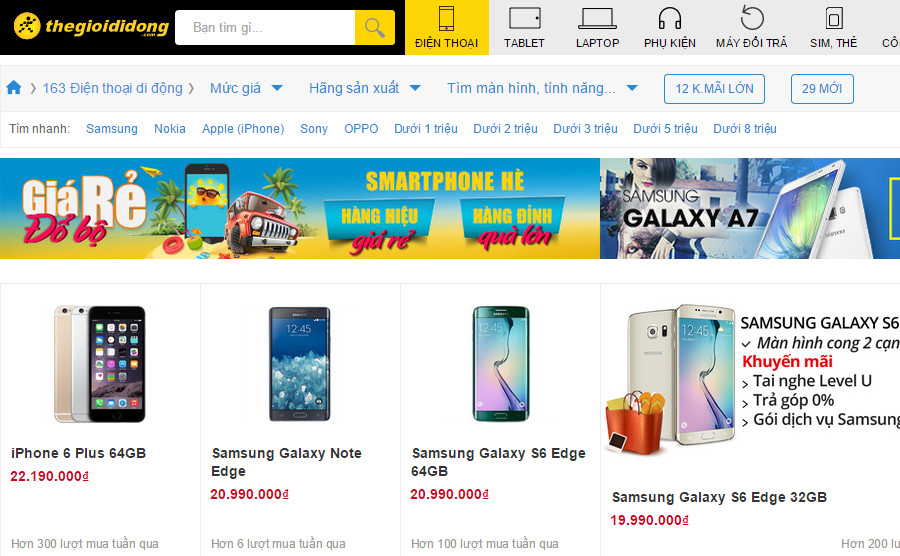 thegioididong
.com
Bạn tìm gì...
ĐIỆN THOẠI
TABLET
LAPTOP
PHỤ KIỆN
MÁY ĐỔI TRẢ
SIM, THẺ
CÔ
163 Điện thoại di động
Mức giá
Hãng sản xuất
Tìm màn hình, tính năng...
12 K.MÃI LỚN
29 MỚI
Tìm nhanh: Samsung Nokia Apple (iPhone) Sony OPPO Dưới 1 triệu Dưới 2 triệu Dưới 3 triệu Dưới 5 triệu Dưới 8 triệu
Giá RẺ
Đổ bộ
SMARTPHONE HÈ
HÀNG HIỆU
giá rẻ
HÀNG ĐỈNH
quà lớn
SAMSUNG
GALAXY A7
iPhone 6 Plus 64GB
22.190.000₫
Hơn 300 lượt mua tuần qua
Samsung Galaxy Note
Edge
20.990.000₫
Hơn 6 lượt mua tuần qua
Samsung Galaxy S6 Edge
64GB
20.990.000₫
Hơn 100 lượt mua tuần qua
SAMSUNG GALAXY S6
Màn hình cong 2 cạn
Khuyến mãi
Tai nghe Level U
Trả góp 0%
Gói dịch vụ Samsung
Samsung Galaxy S6 Edge 32GB
19.990.000₫
Hơn 200 lư